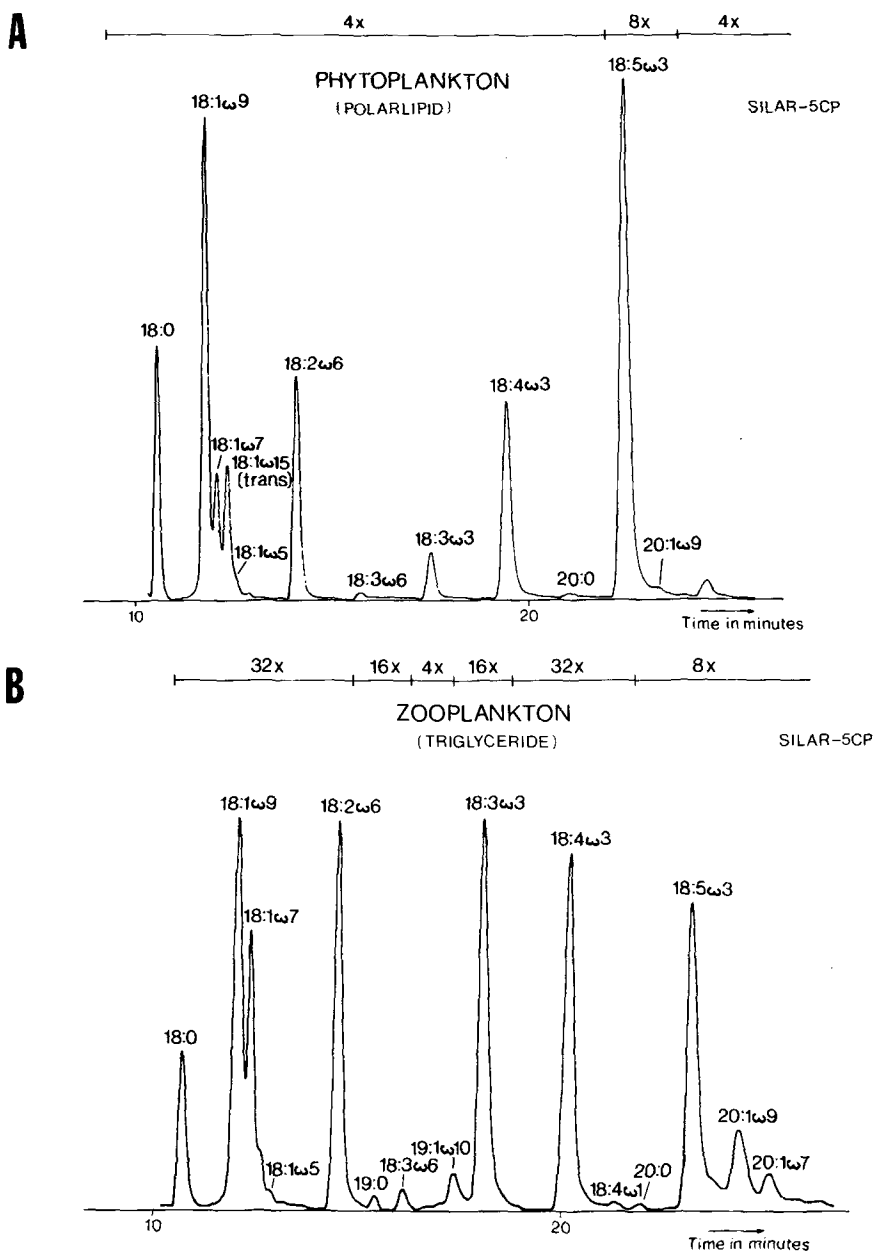 A
4x 8x 4x
PHYTOPLANKTON
(POLARLIPID)
SILAR-5CP
18:5ω3
18:1ω9
18:0
18:2ω6
18:4ω3
18:1ω7
18:1ω15
(trans)
18:1ω5
18:3ω6
18:3ω3
20:0
20:1ω9
10 20
Time in minutes
B
32x 16x 4x 16x 32x 8x
ZOOPLANKTON
(TRIGLYCERIDE)
SILAR-5CP
18:1ω9
18:2ω6
18:3ω3
18:4ω3
18:5ω3
18:1ω7
18:0
18:1ω5
19:0
18:3ω6
19:1ω10
18:4ω1
20:0
20:1ω9
20:1ω7
10 20
Time in minutes